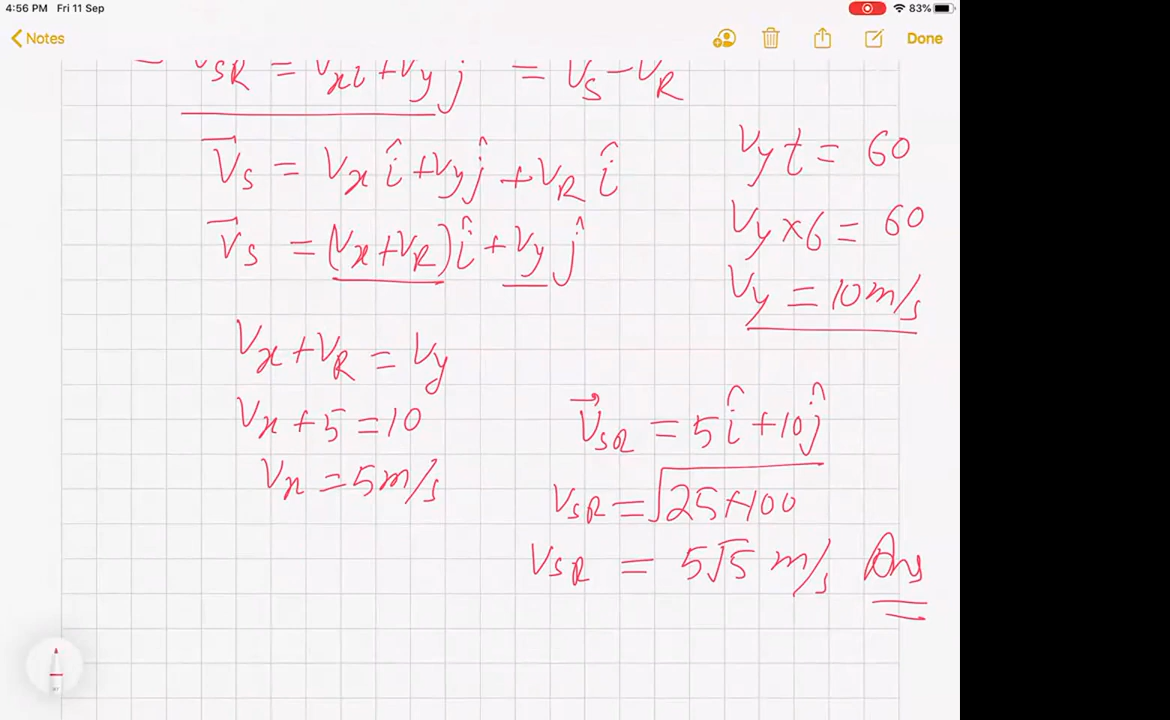 4:56 PM Fri 11 Sep
83%
Notes
Done
V_SR = V_x i + V_y j = V_S - V_R
V_S = V_x î + V_y ĵ + V_R î
V_S = (V_x + V_R) î + V_y ĵ
V_x + V_R = V_y
V_x + 5 = 10
V_x = 5 m/s
V_y t = 60
V_y × 6 = 60
V_y = 10 m/s
V_SR = 5 î + 10 ĵ
V_SR = √25+100
V_SR = 5√5 m/s Ans